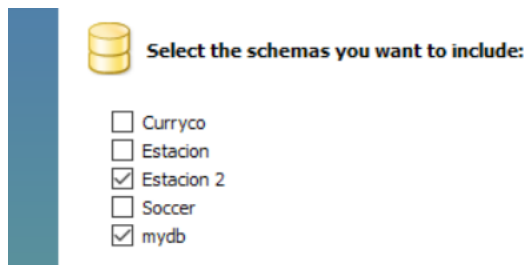 Select the schemas you want to include:
Curryco
Estacion
Estacion 2
Soccer
mydb